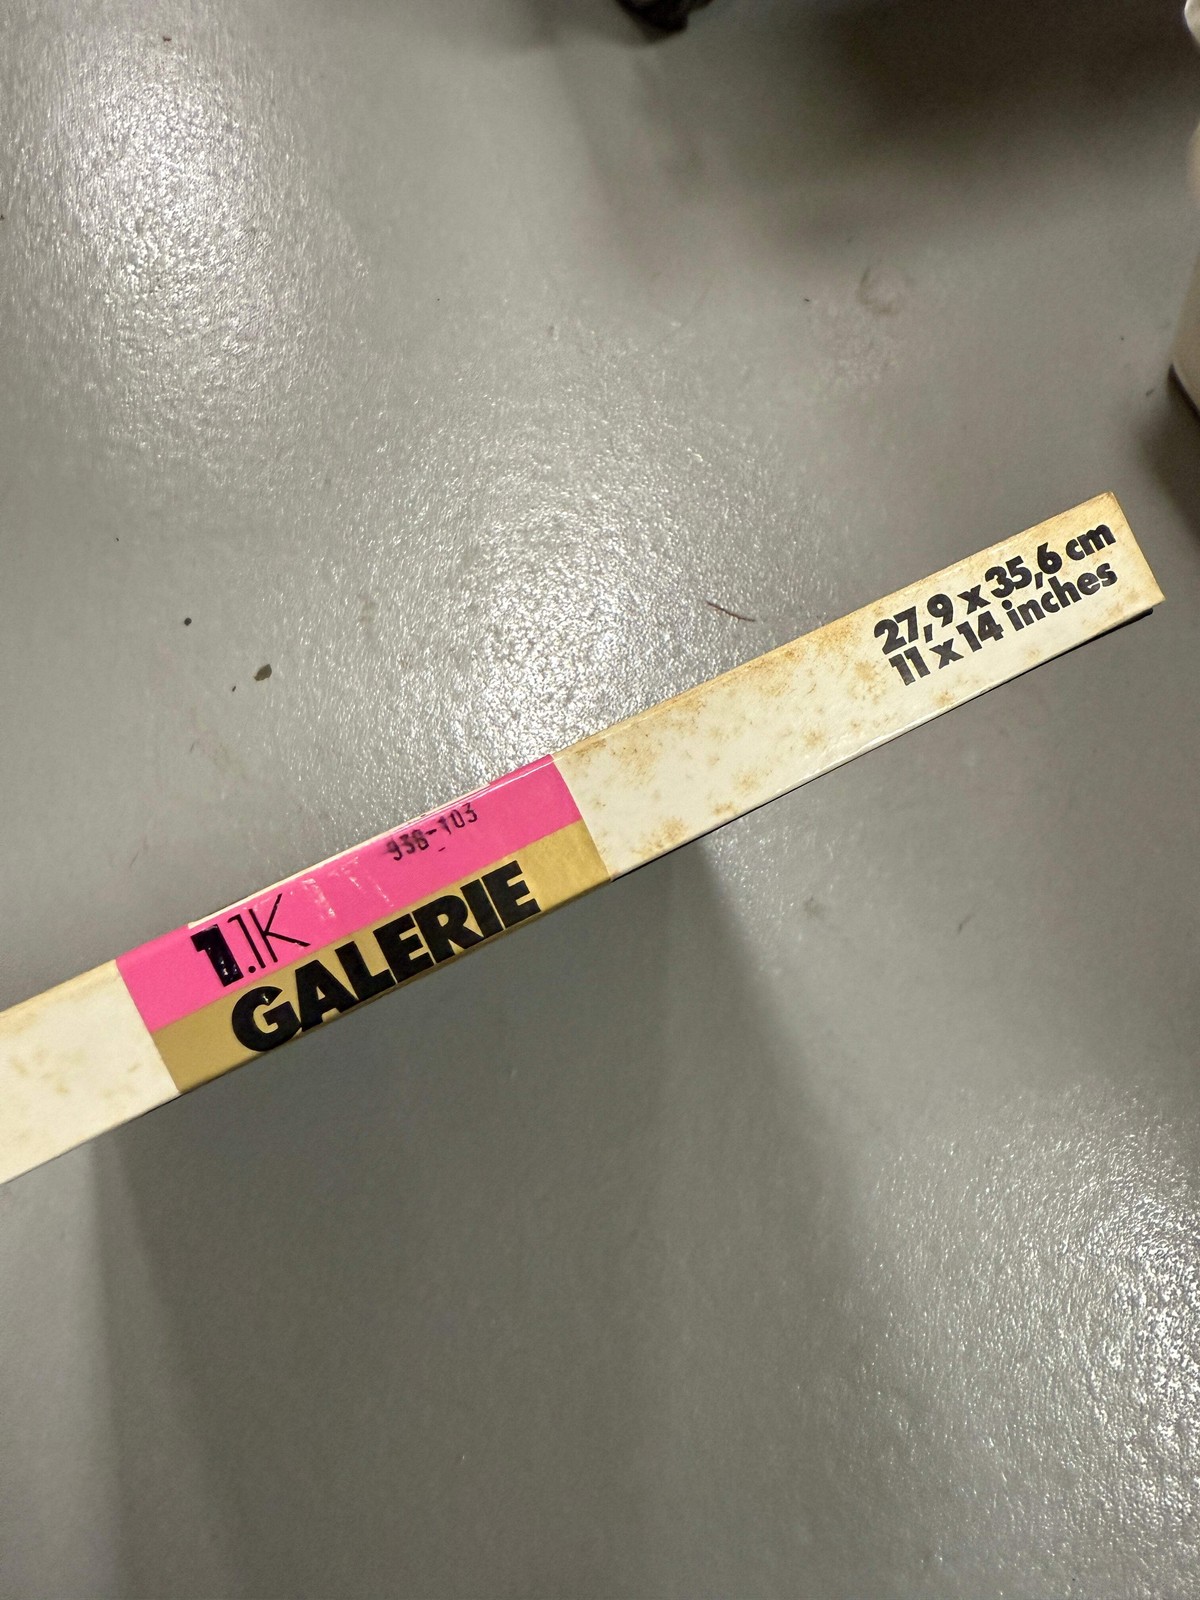 27,9 x 35,6 cm
11 x 14 inches
938-103
1.1K
GALERIE